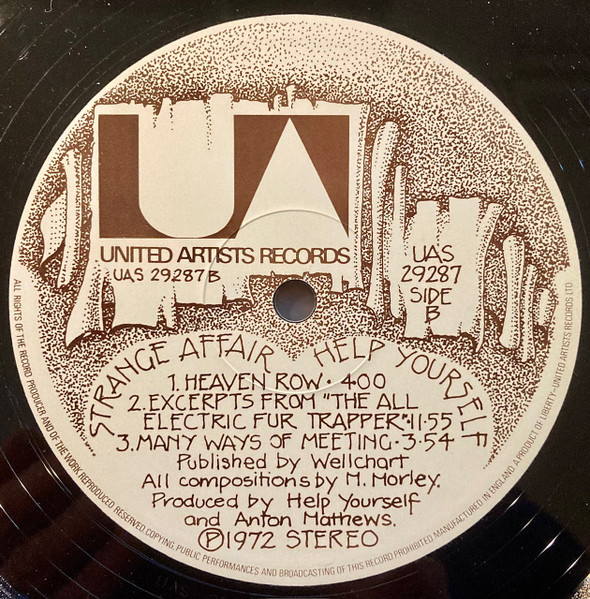 UA
UNITED ARTISTS RECORDS
UAS 29287 B
UAS
29287
SIDE
B
STRANGE AFFAIR HELP YOURSELF
1. HEAVEN ROW · 4·00
2. EXCERPTS FROM "THE ALL
ELECTRIC FUR TRAPPER" · 11·55
3. MANY WAYS OF MEETING · 3·54
Published by Wellchart
All compositions by M. Morley.
Produced by Help Yourself
and Anton Mathews.
Ⓟ1972 STEREO
ALL RIGHTS OF THE RECORD PRODUCER AND OF THE WORK REPRODUCED RESERVED. COPYING, PUBLIC PERFORMANCES AND BROADCASTING OF THIS RECORD PROHIBITED. MANUFACTURED IN ENGLAND. A PRODUCT OF LIBERTY-UNITED ARTISTS RECORDS LTD.